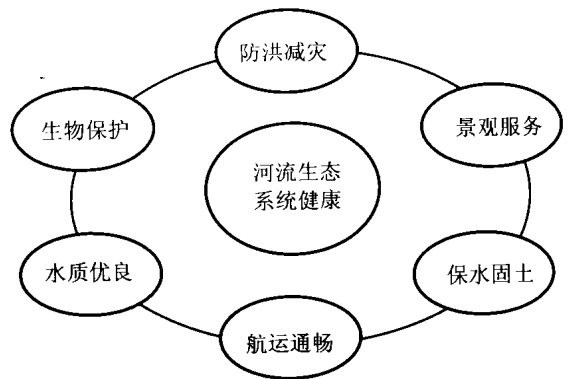 防洪减灾
生物保护
景观服务
河流生态
系统健康
水质优良
保水固土
航运通畅